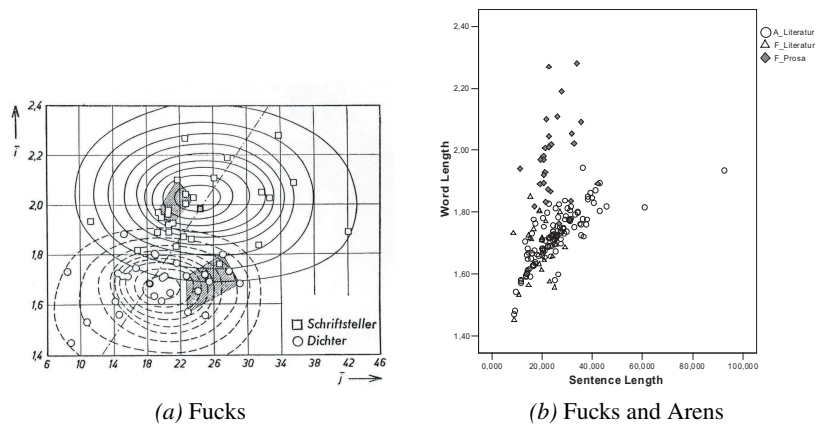 2,4
2,2
2,0
1,8
1,6
1,4
ī
6 10 14 18 22 26 30 34 38 42 46
j̄
Schriftsteller
Dichter
(a) Fucks
2,40
2,20
2,00
1,80
1,60
1,40
Word Length
0,000 20,000 40,000 60,000 80,000 100,000
Sentence Length
A_Literatur
F_Literatur
F_Prosa
(b) Fucks and Arens